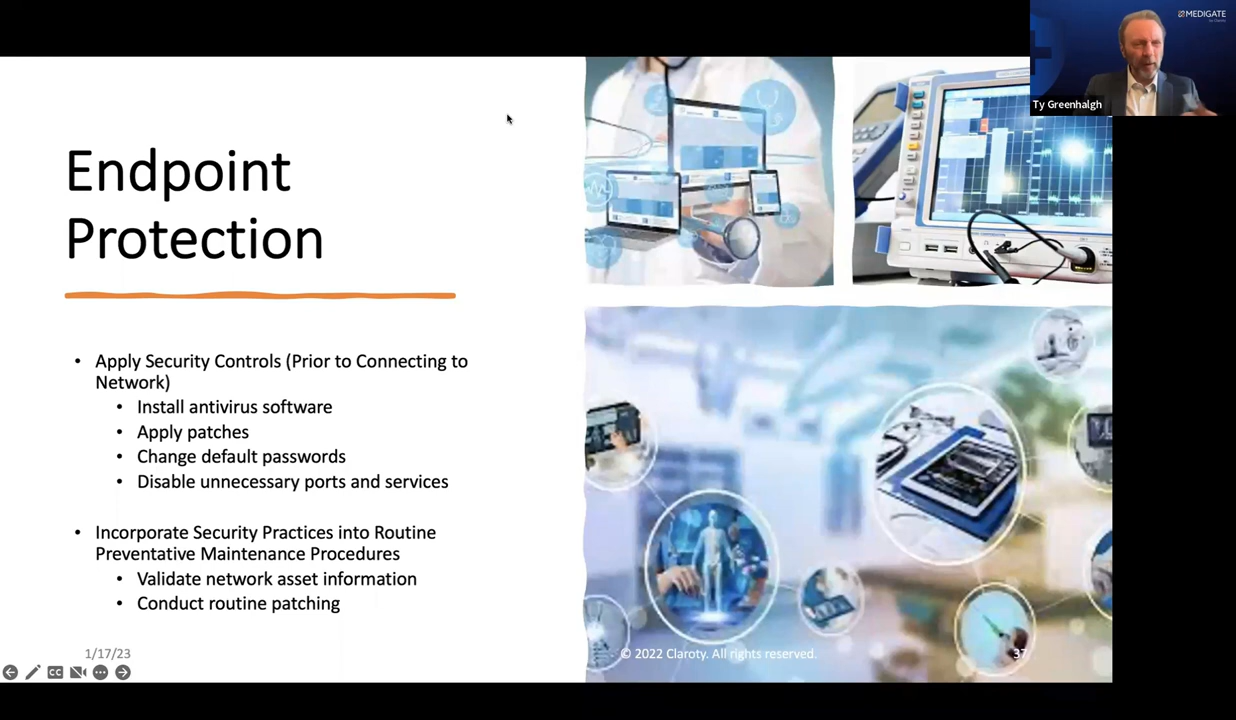 MEDIGATE
Ty Greenhalgh
Endpoint
Protection
• Apply Security Controls (Prior to Connecting to
Network)
• Install antivirus software
• Apply patches
• Change default passwords
• Disable unnecessary ports and services
• Incorporate Security Practices into Routine
Preventative Maintenance Procedures
• Validate network asset information
• Conduct routine patching
1/17/23
© 2022 Claroty. All rights reserved.
37
CC